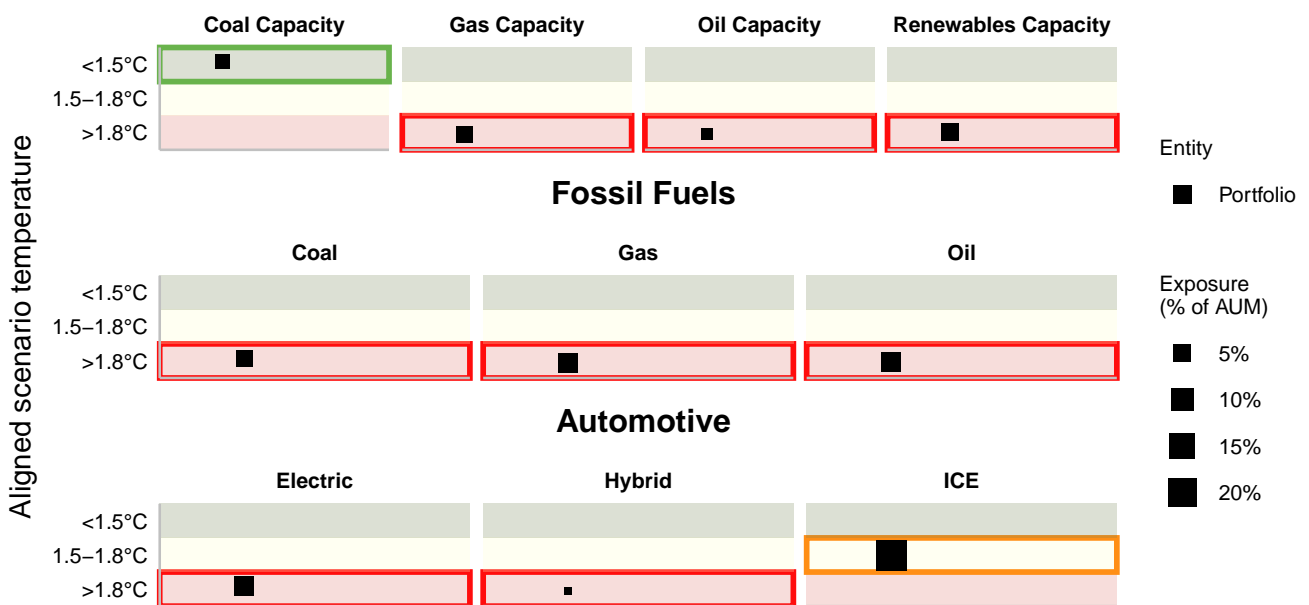 Coal Capacity Gas Capacity Oil Capacity Renewables Capacity
<1.5°C
1.5−1.8°C
>1.8°C
Fossil Fuels
Coal Gas Oil
<1.5°C
1.5−1.8°C
>1.8°C
Automotive
Electric Hybrid ICE
<1.5°C
1.5−1.8°C
>1.8°C
Aligned scenario temperature
Entity
Portfolio
Exposure
(% of AUM)
5%
10%
15%
20%